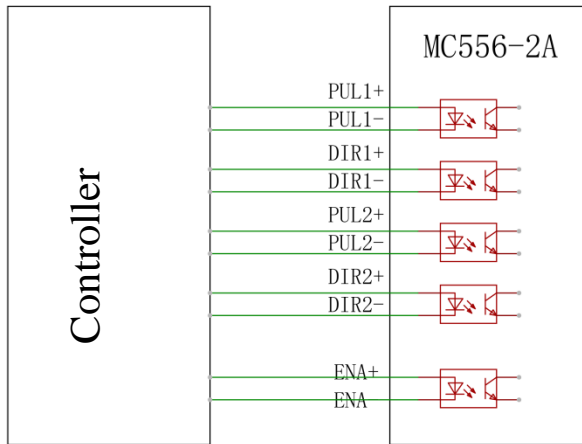 MC556-2A
PUL1+
PUL1-
DIR1+
DIR1-
Controller
PUL2+
PUL2-
DIR2+
DIR2-
ENA+
ENA